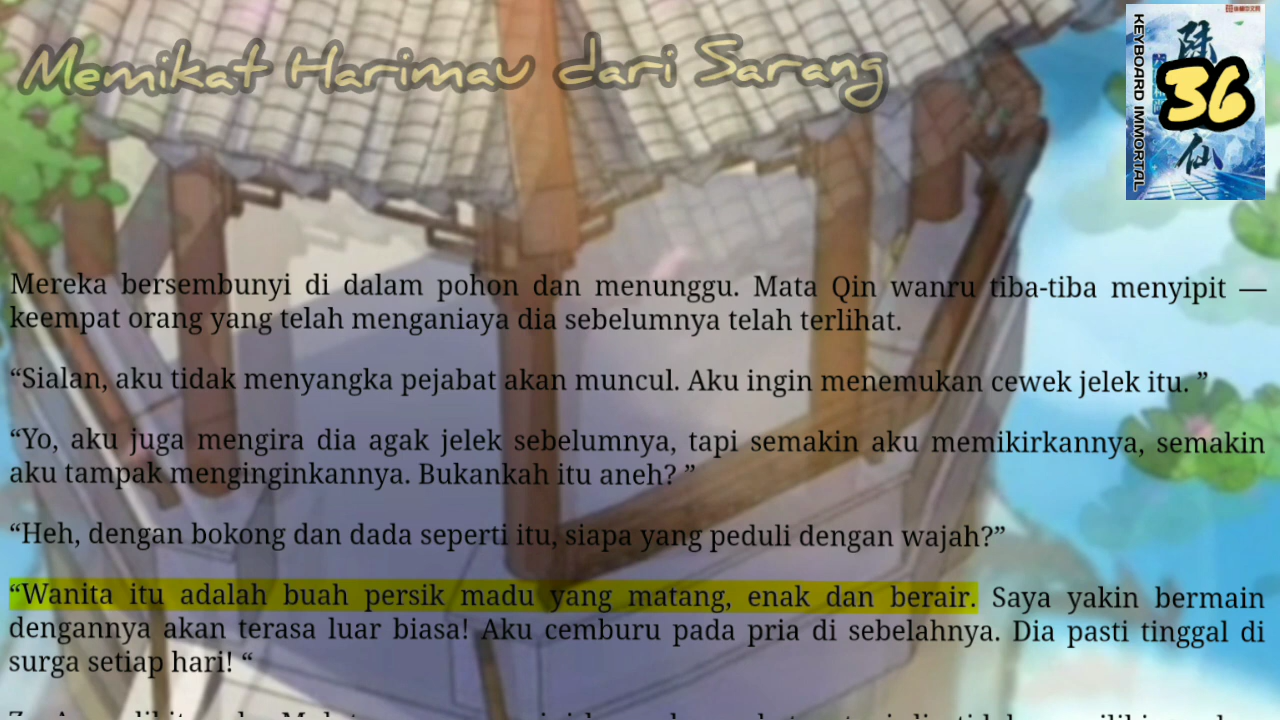 Memikat Harimau dari Sarang
KEYBOARD IMMORTAL
36
仙
Mereka bersembunyi di dalam pohon dan menunggu. Mata Qin wanru tiba-tiba menyipit —
keempat orang yang telah menganiaya dia sebelumnya telah terlihat.
“Sialan, aku tidak menyangka pejabat akan muncul. Aku ingin menemukan cewek jelek itu. ”
“Yo, aku juga mengira dia agak jelek sebelumnya, tapi semakin aku memikirkannya, semakin
aku tampak menginginkannya. Bukankah itu aneh? ”
“Heh, dengan bokong dan dada seperti itu, siapa yang peduli dengan wajah?”
“Wanita itu adalah buah persik madu yang matang, enak dan berair. Saya yakin bermain
dengannya akan terasa luar biasa! Aku cemburu pada pria di sebelahnya. Dia pasti tinggal di
surga setiap hari! “